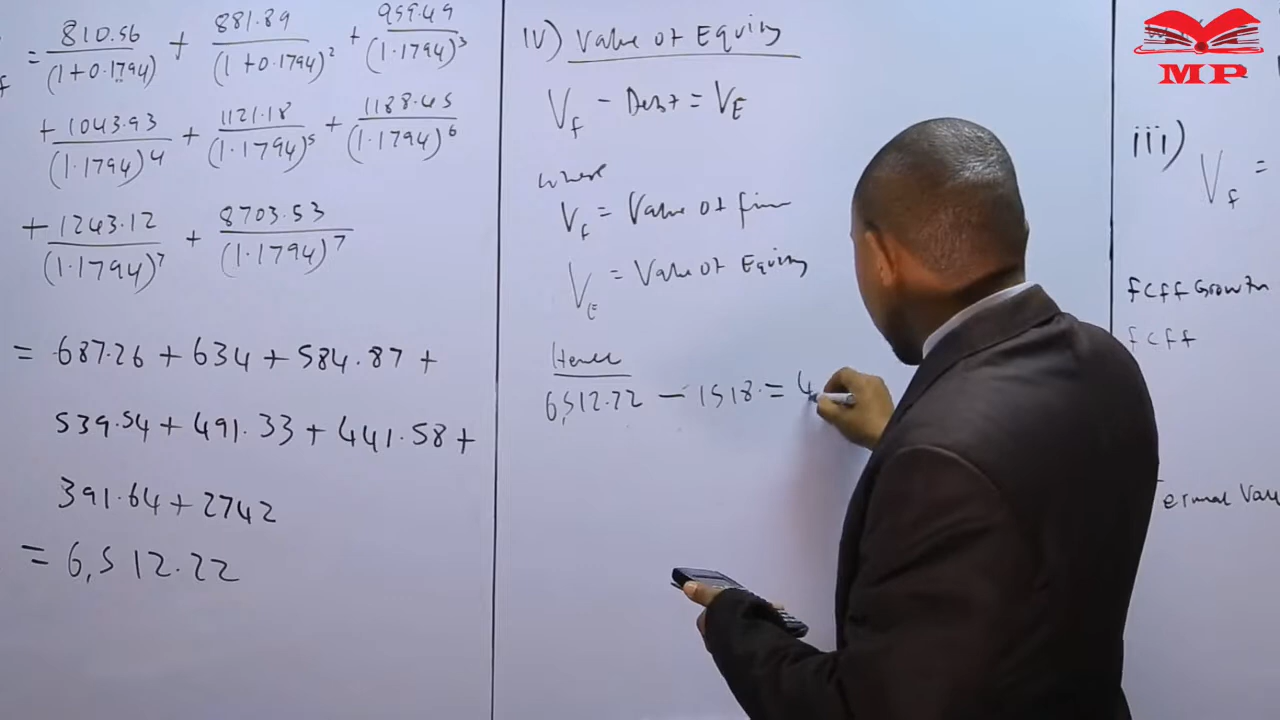 = 810.56/(1+0.1794) + 881.89/(1+0.1794)² + 959.49/(1.1794)³
+ 1043.93/(1.1794)⁴ + 1121.18/(1.1794)⁵ + 1188.45/(1.1794)⁶
+ 1243.12/(1.1794)⁷ + 8703.53/(1.1794)⁷
= 687.26 + 634 + 584.87 +
539.54 + 491.33 + 441.58 +
391.64 + 2742
= 6,512.22
iv) Value of Equity
Vf - Debt = VE
where
Vf = Value of firm
VE = Value of Equity
Hence
6,512.22 - 1518 = 4
MP
iii) Vf =
fcff Growth
fcff